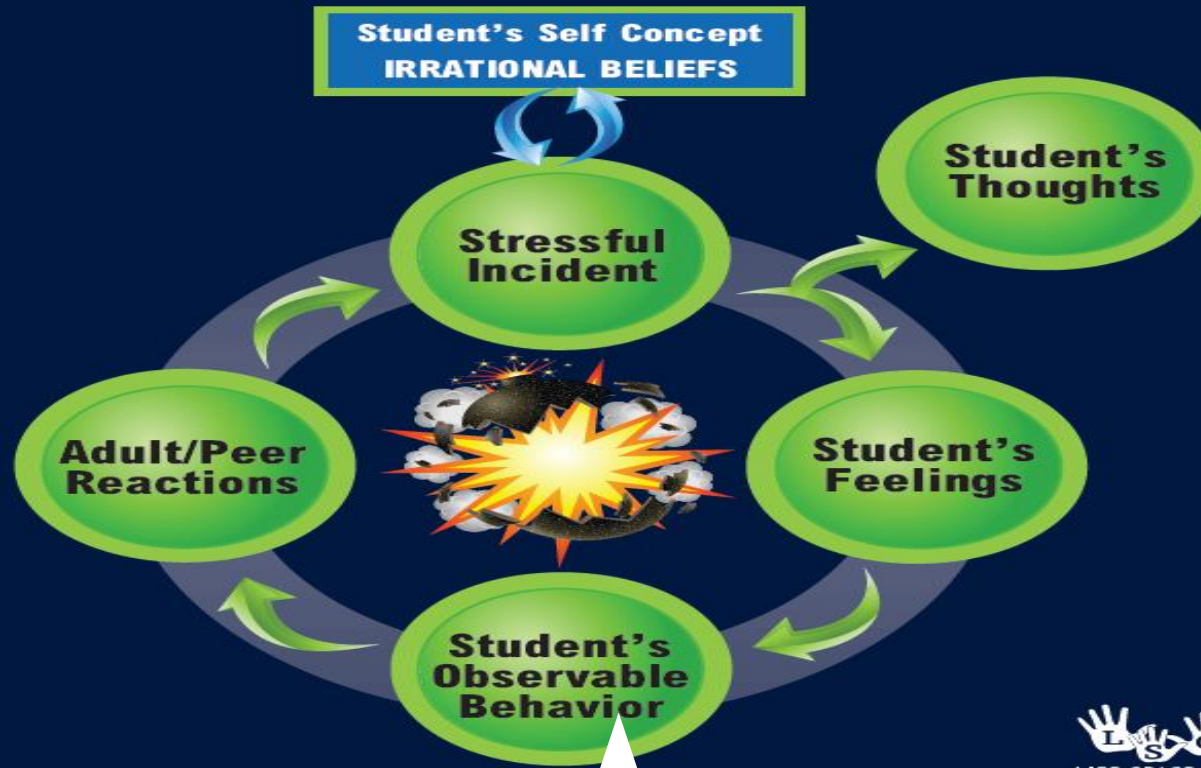 Student's Self Concept
IRRATIONAL BELIEFS
Student's
Thoughts
Stressful
Incident
Adult/Peer
Reactions
Student's
Feelings
Student's
Observable
Behavior
L S